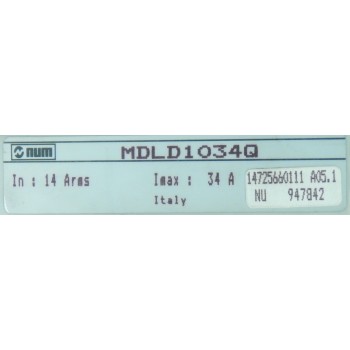 num MDLD1034Q
In : 14 Arms Imax : 34 A
Italy
14725660111 A05.1
NU 947842